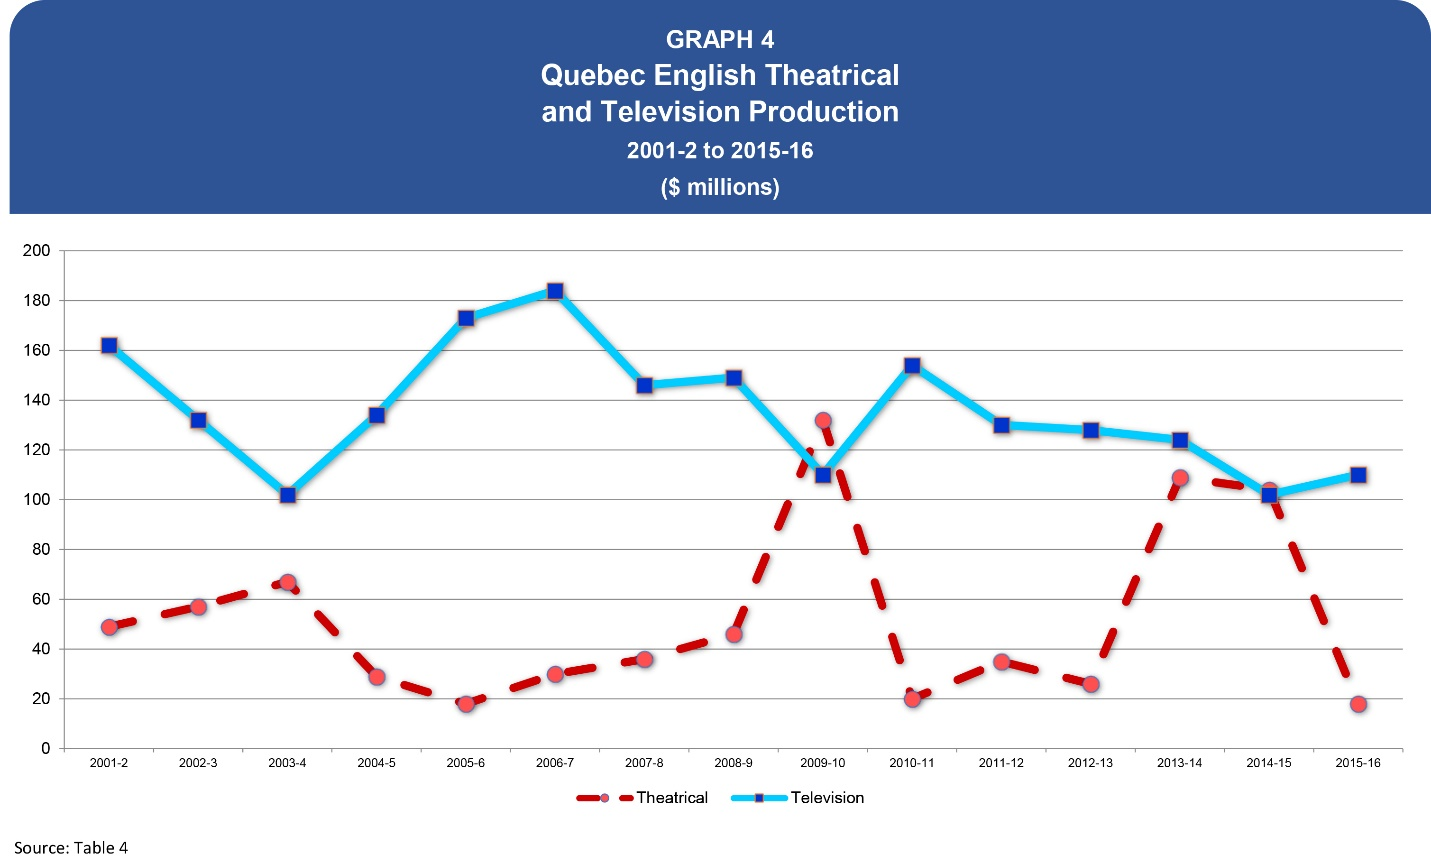 GRAPH 4
Quebec English Theatrical
and Television Production
2001-2 to 2015-16
($ millions)
200
180
160
140
120
100
80
60
40
20
0
2001-2 2002-3 2003-4 2004-5 2005-6 2006-7 2007-8 2008-9 2009-10 2010-11 2011-12 2012-13 2013-14 2014-15 2015-16
Theatrical Television
Source: Table 4